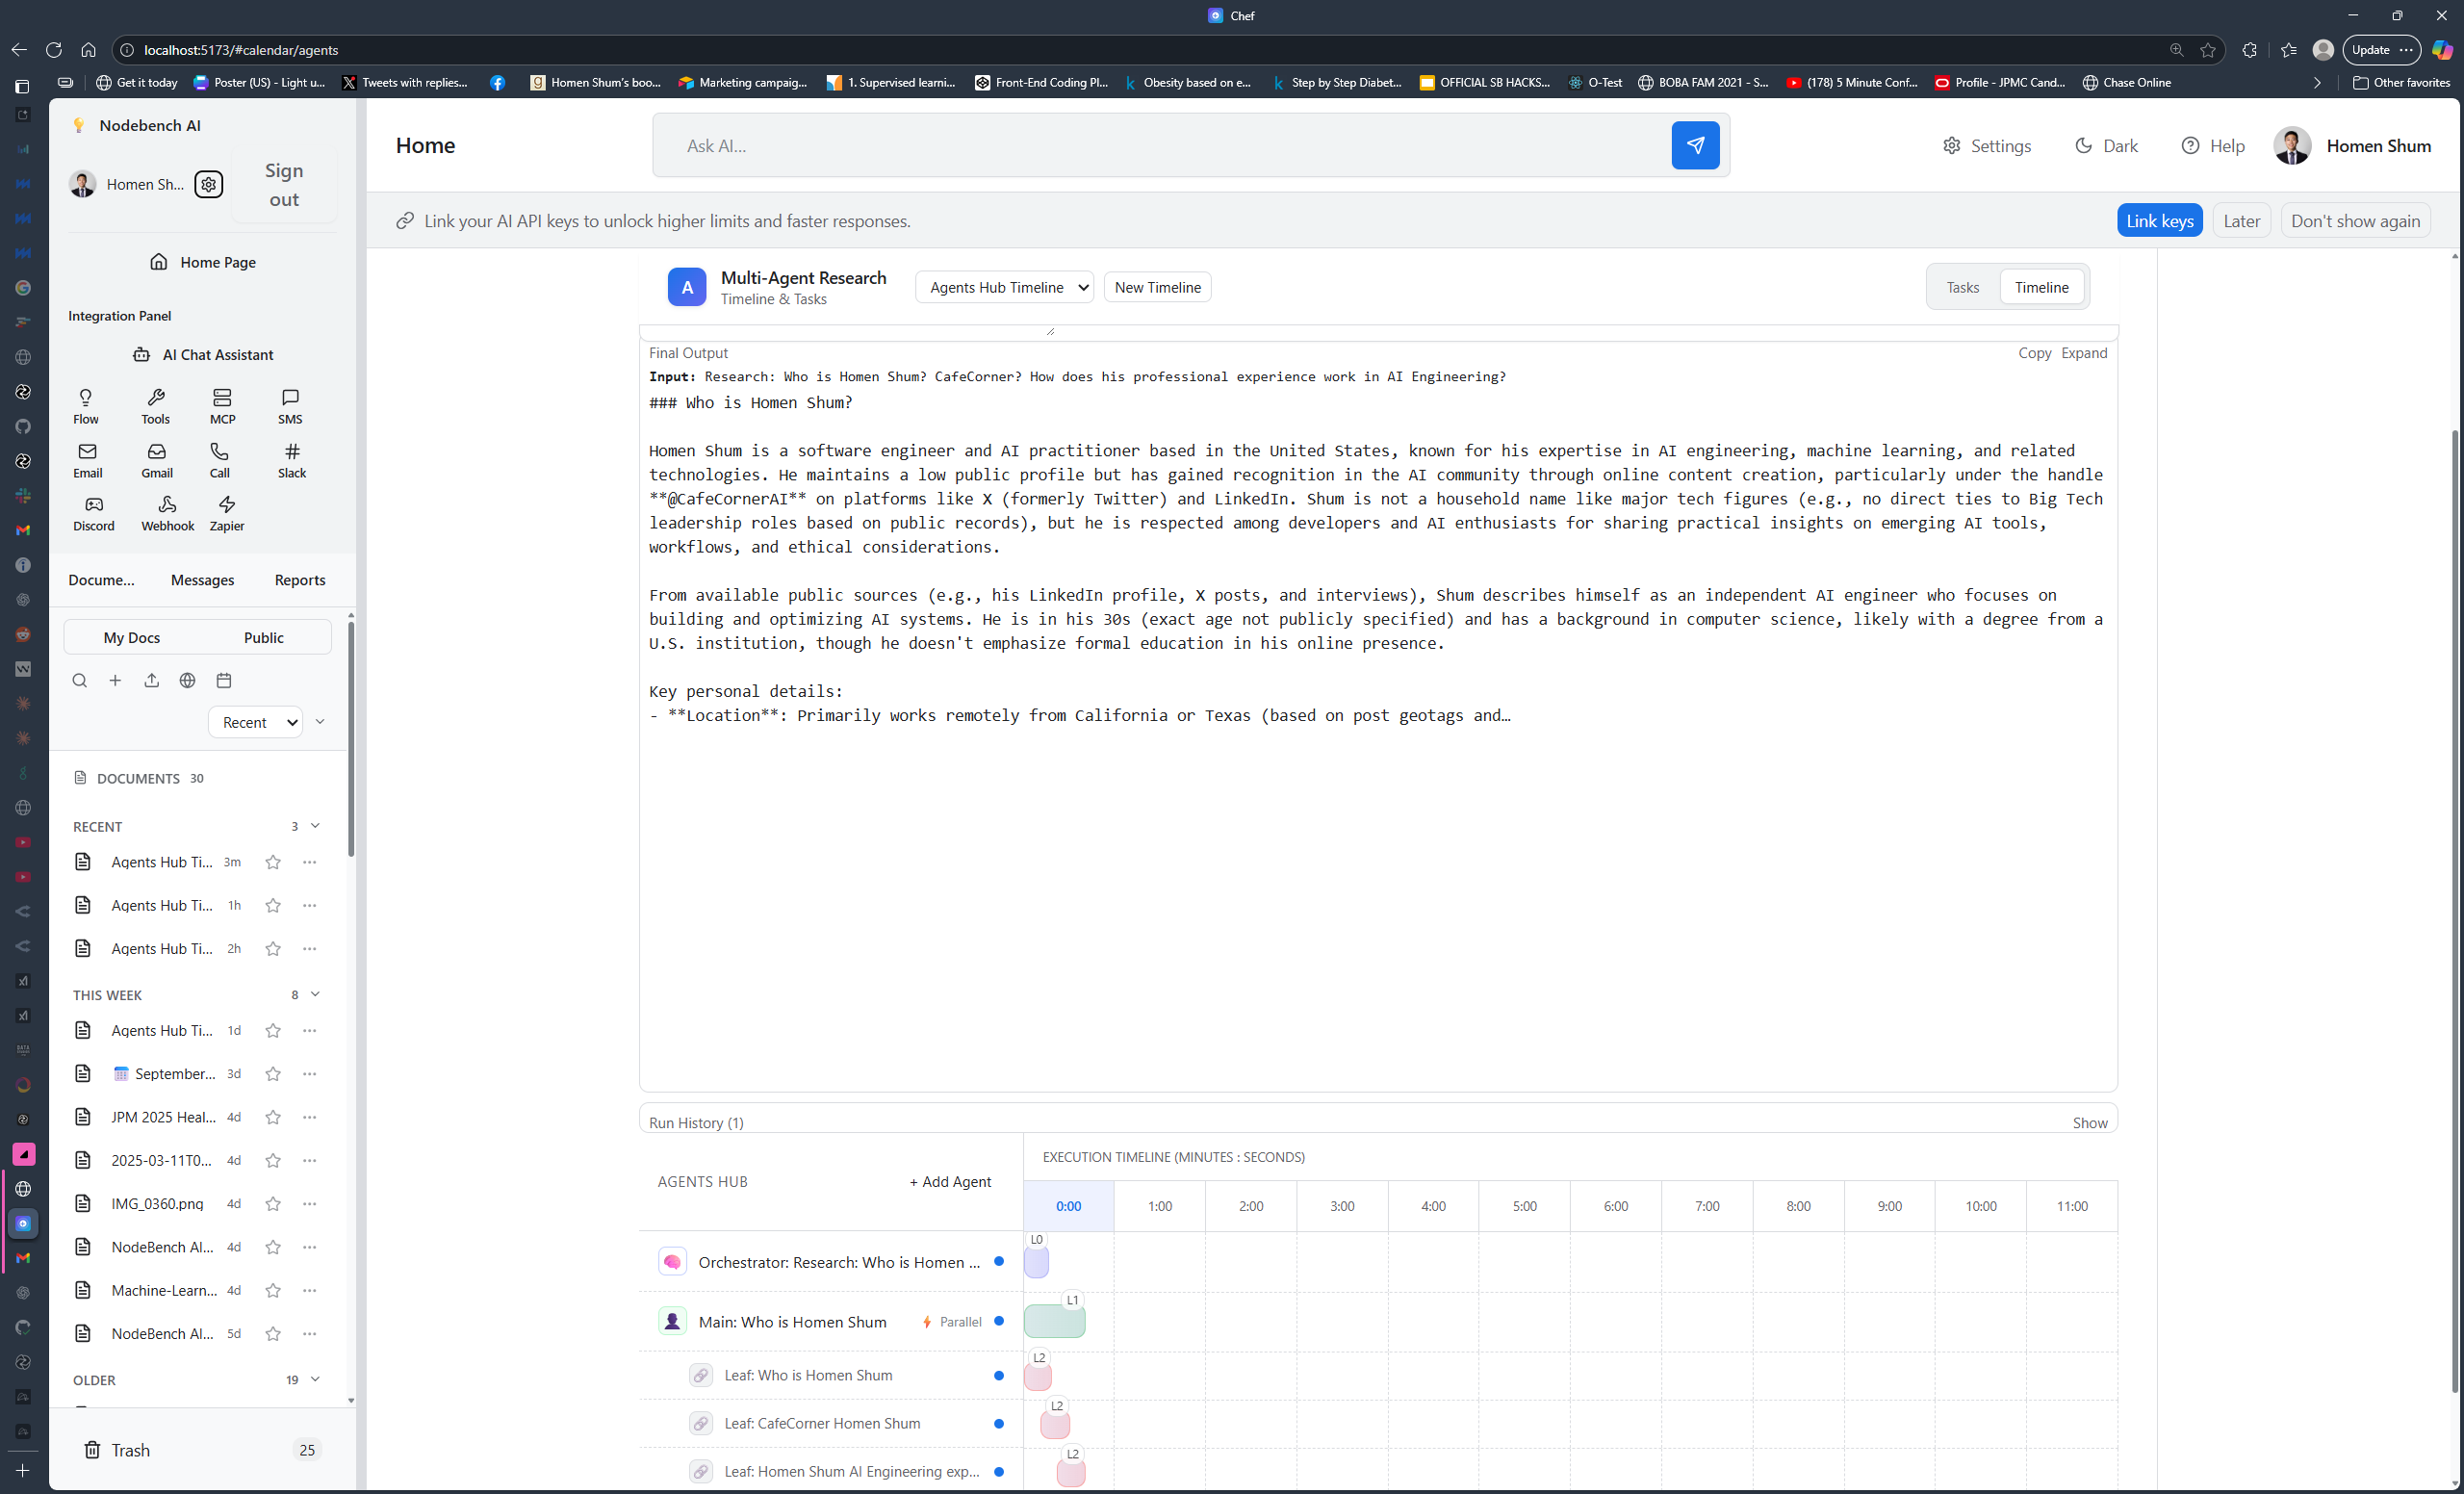 Chef
localhost:5173/#calendar/agents
Update
Get it today
Poster (US) - Light u...
Tweets with replies...
Homen Shum's boo...
Marketing campaig...
1. Supervised learni...
Front-End Coding Pl...
Obesity based on e...
Step by Step Diabet...
OFFICIAL SB HACKS...
O-Test
BOBA FAM 2021 - S...
(178) 5 Minute Conf...
Profile - JPMC Cand...
Chase Online
Other favorites
Nodebench AI
Homen Sh...
Sign
out
Home Page
Integration Panel
AI Chat Assistant
Flow Tools MCP SMS
Email Gmail Call Slack
Discord Webhook Zapier
Docume... Messages Reports
My Docs Public
Recent
DOCUMENTS 30
RECENT 3
Agents Hub Ti... 3m
Agents Hub Ti... 1h
Agents Hub Ti... 2h
THIS WEEK 8
Agents Hub Ti... 1d
September... 3d
JPM 2025 Heal... 4d
2025-03-11T0... 4d
IMG_0360.png 4d
NodeBench AI... 4d
Machine-Learn... 4d
NodeBench AI... 5d
OLDER 19
Trash 25
Home
Ask AI...
Settings
Dark
Help
Homen Shum
Link your AI API keys to unlock higher limits and faster responses.
Link keys
Later
Don't show again
A
Multi-Agent Research
Timeline & Tasks
Agents Hub Timeline
New Timeline
Tasks
Timeline
Final Output
Copy Expand
Input: Research: Who is Homen Shum? CafeCorner? How does his professional experience work in AI Engineering?
### Who is Homen Shum?
Homen Shum is a software engineer and AI practitioner based in the United States, known for his expertise in AI engineering, machine learning, and related
technologies. He maintains a low public profile but has gained recognition in the AI community through online content creation, particularly under the handle
**@CafeCornerAI** on platforms like X (formerly Twitter) and LinkedIn. Shum is not a household name like major tech figures (e.g., no direct ties to Big Tech
leadership roles based on public records), but he is respected among developers and AI enthusiasts for sharing practical insights on emerging AI tools,
workflows, and ethical considerations.
From available public sources (e.g., his LinkedIn profile, X posts, and interviews), Shum describes himself as an independent AI engineer who focuses on
building and optimizing AI systems. He is in his 30s (exact age not publicly specified) and has a background in computer science, likely with a degree from a
U.S. institution, though he doesn't emphasize formal education in his online presence.
Key personal details:
- **Location**: Primarily works remotely from California or Texas (based on post geotags and…
Run History (1)
Show
AGENTS HUB
+ Add Agent
EXECUTION TIMELINE (MINUTES : SECONDS)
0:00 1:00 2:00 3:00 4:00 5:00 6:00 7:00 8:00 9:00 10:00 11:00
Orchestrator: Research: Who is Homen ...
L0
Main: Who is Homen Shum
Parallel
L1
Leaf: Who is Homen Shum
L2
Leaf: CafeCorner Homen Shum
L2
Leaf: Homen Shum AI Engineering exp...
L2